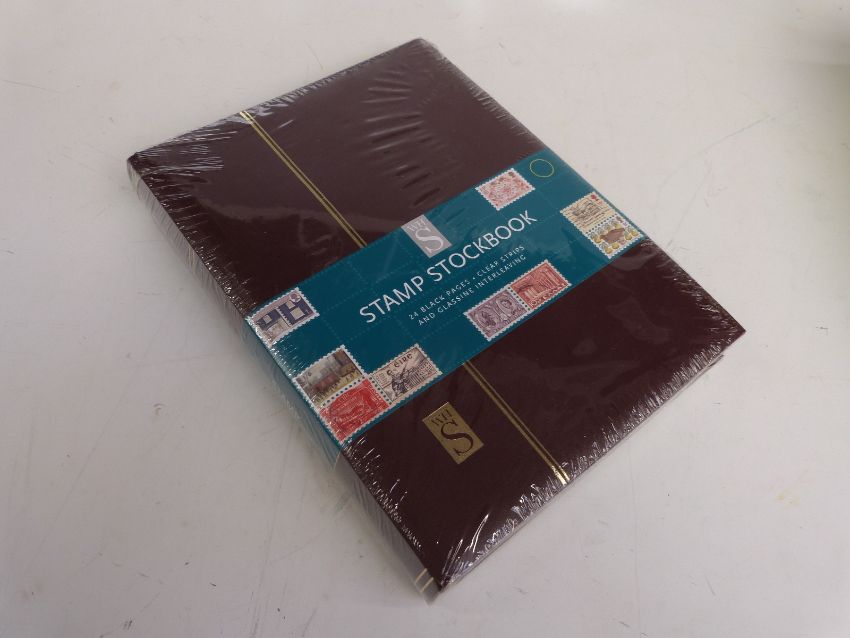 WH
S
STAMP STOCKBOOK
24 BLACK PAGES • CLEAR STRIPS
AND GLASSINE INTERLEAVING
WH
S